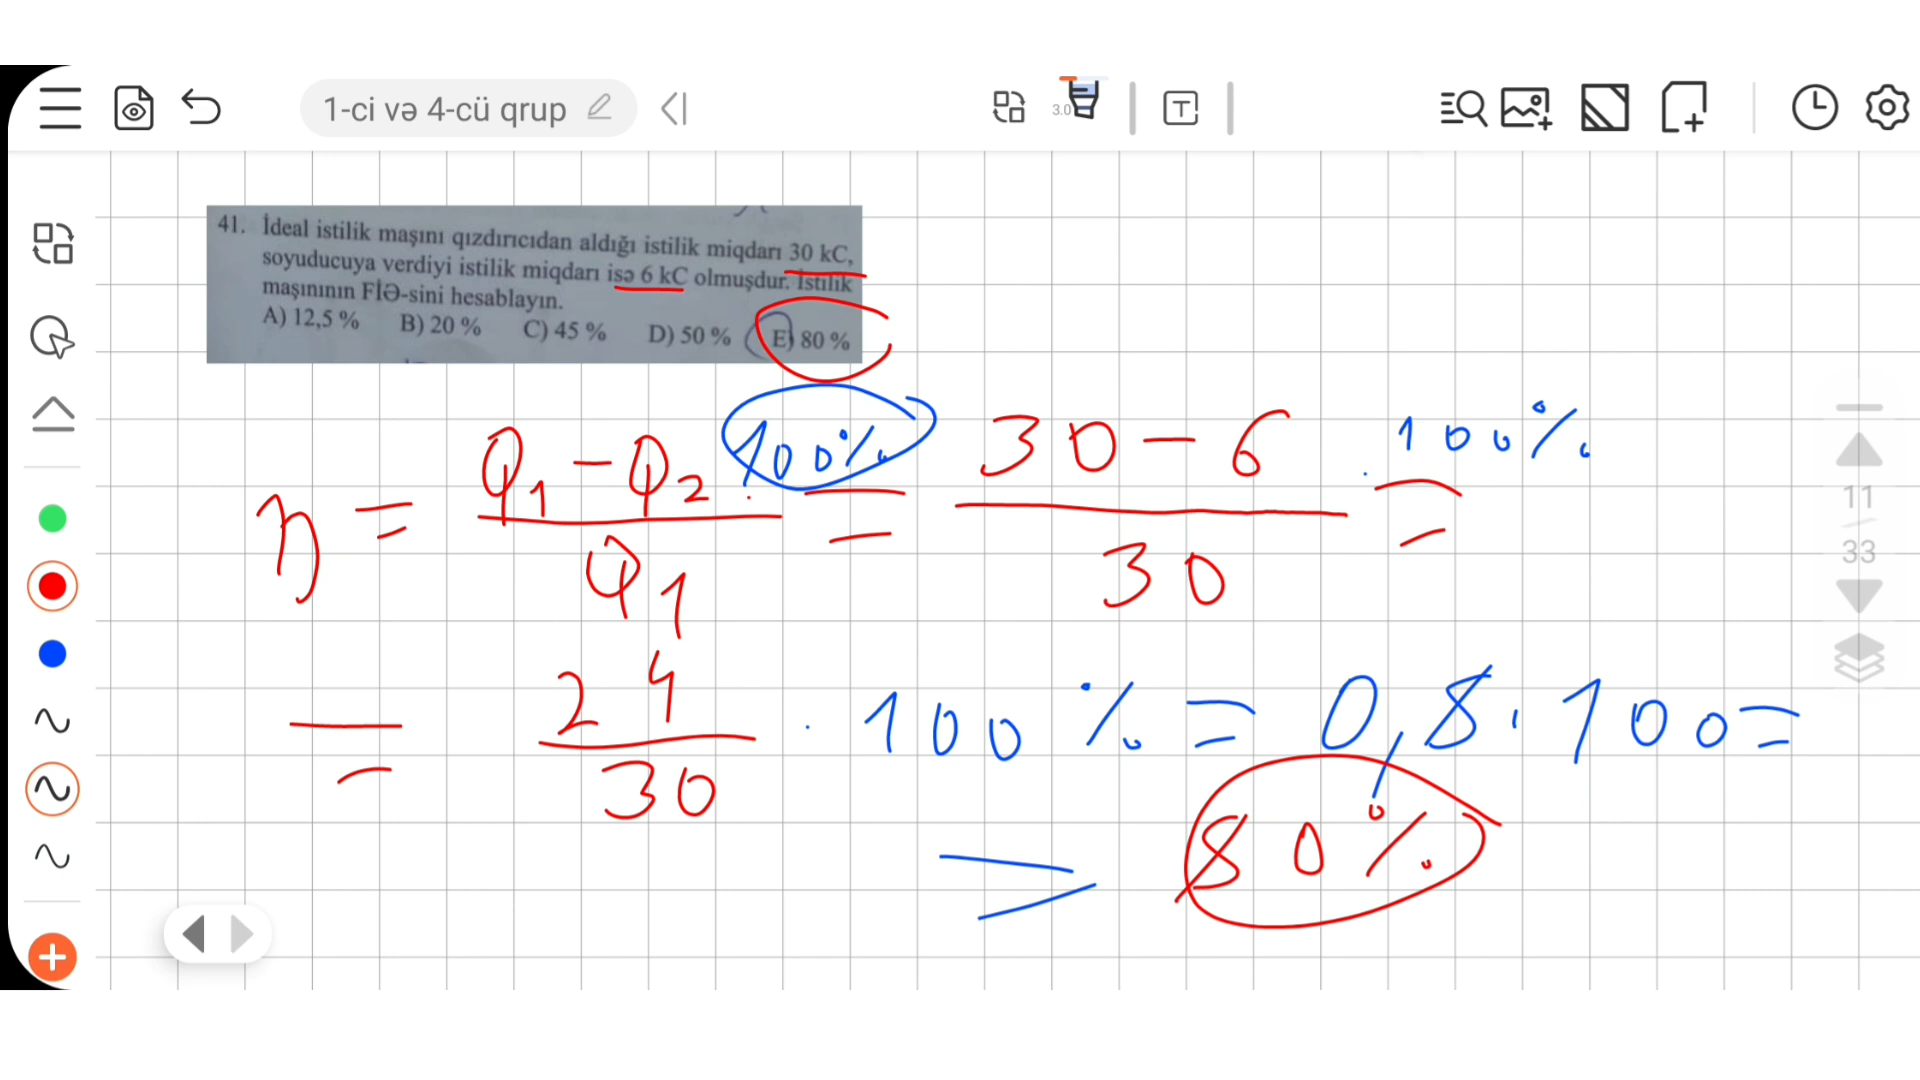 1-ci və 4-cü qrup
3.0
T
41. İdeal istilik maşını qızdırıcıdan aldığı istilik miqdarı 30 kC,
soyuducuya verdiyi istilik miqdarı isə 6 kC olmuşdur. İstilik
maşınının FİƏ-sini hesablayın.
A) 12,5 % B) 20 % C) 45 % D) 50 % E) 80 %
η = (Q₁ − Q₂) / Q₁ · 100% = (30 − 6) / 30 · 100% =
= 24 / 30 · 100 % = 0,8 · 100 =
80%
11
33